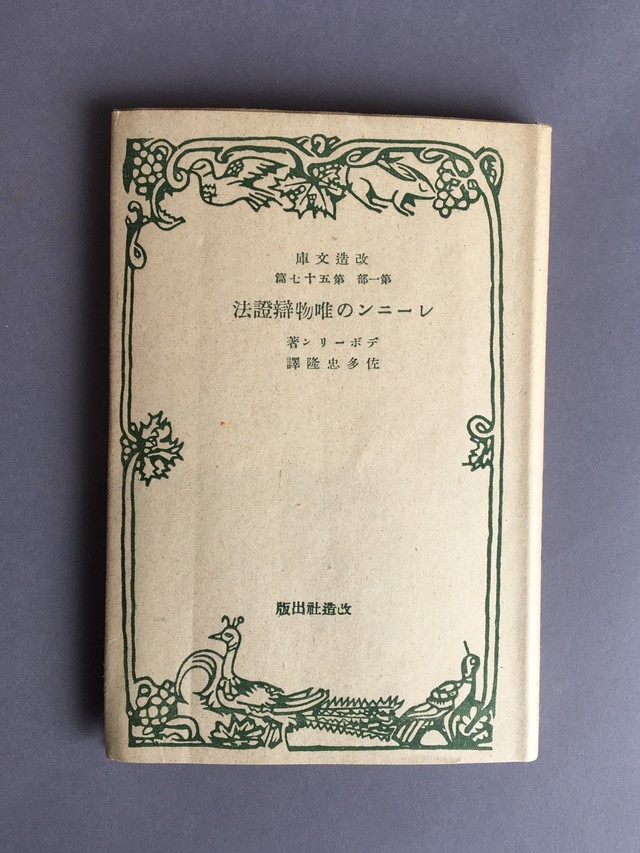 改造文庫
第一部 第五十七篇
レーニンの唯物辯證法
デボーリン著
佐多忠隆譯
改造社出版